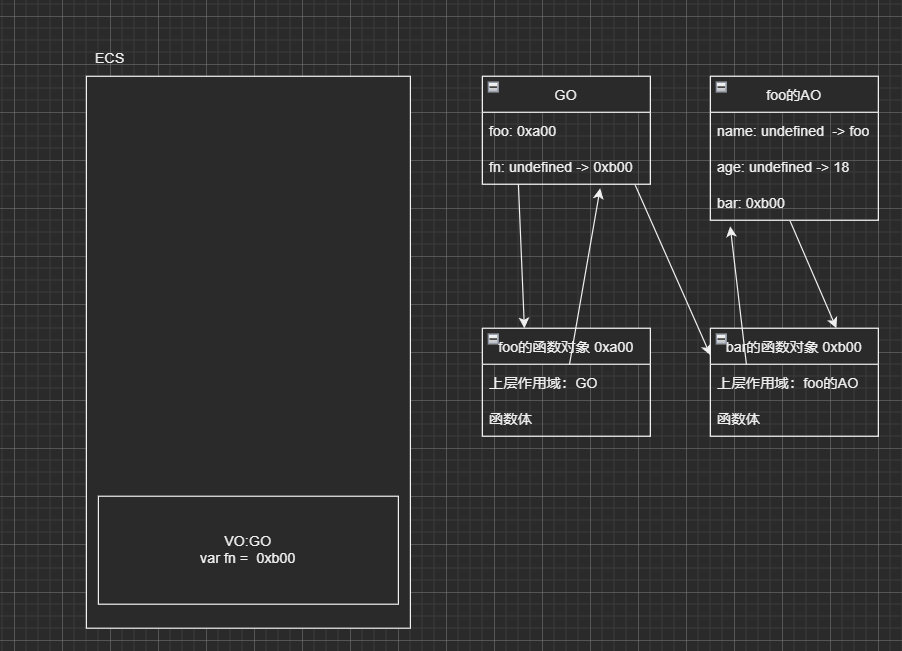 ECS
VO:GO
var fn =  0xb00
GO
foo: 0xa00
fn: undefined -> 0xb00
foo的AO
name: undefined  -> foo
age: undefined -> 18
bar: 0xb00
foo的函数对象 0xa00
上层作用域：GO
函数体
bar的函数对象 0xb00
上层作用域：foo的AO
函数体